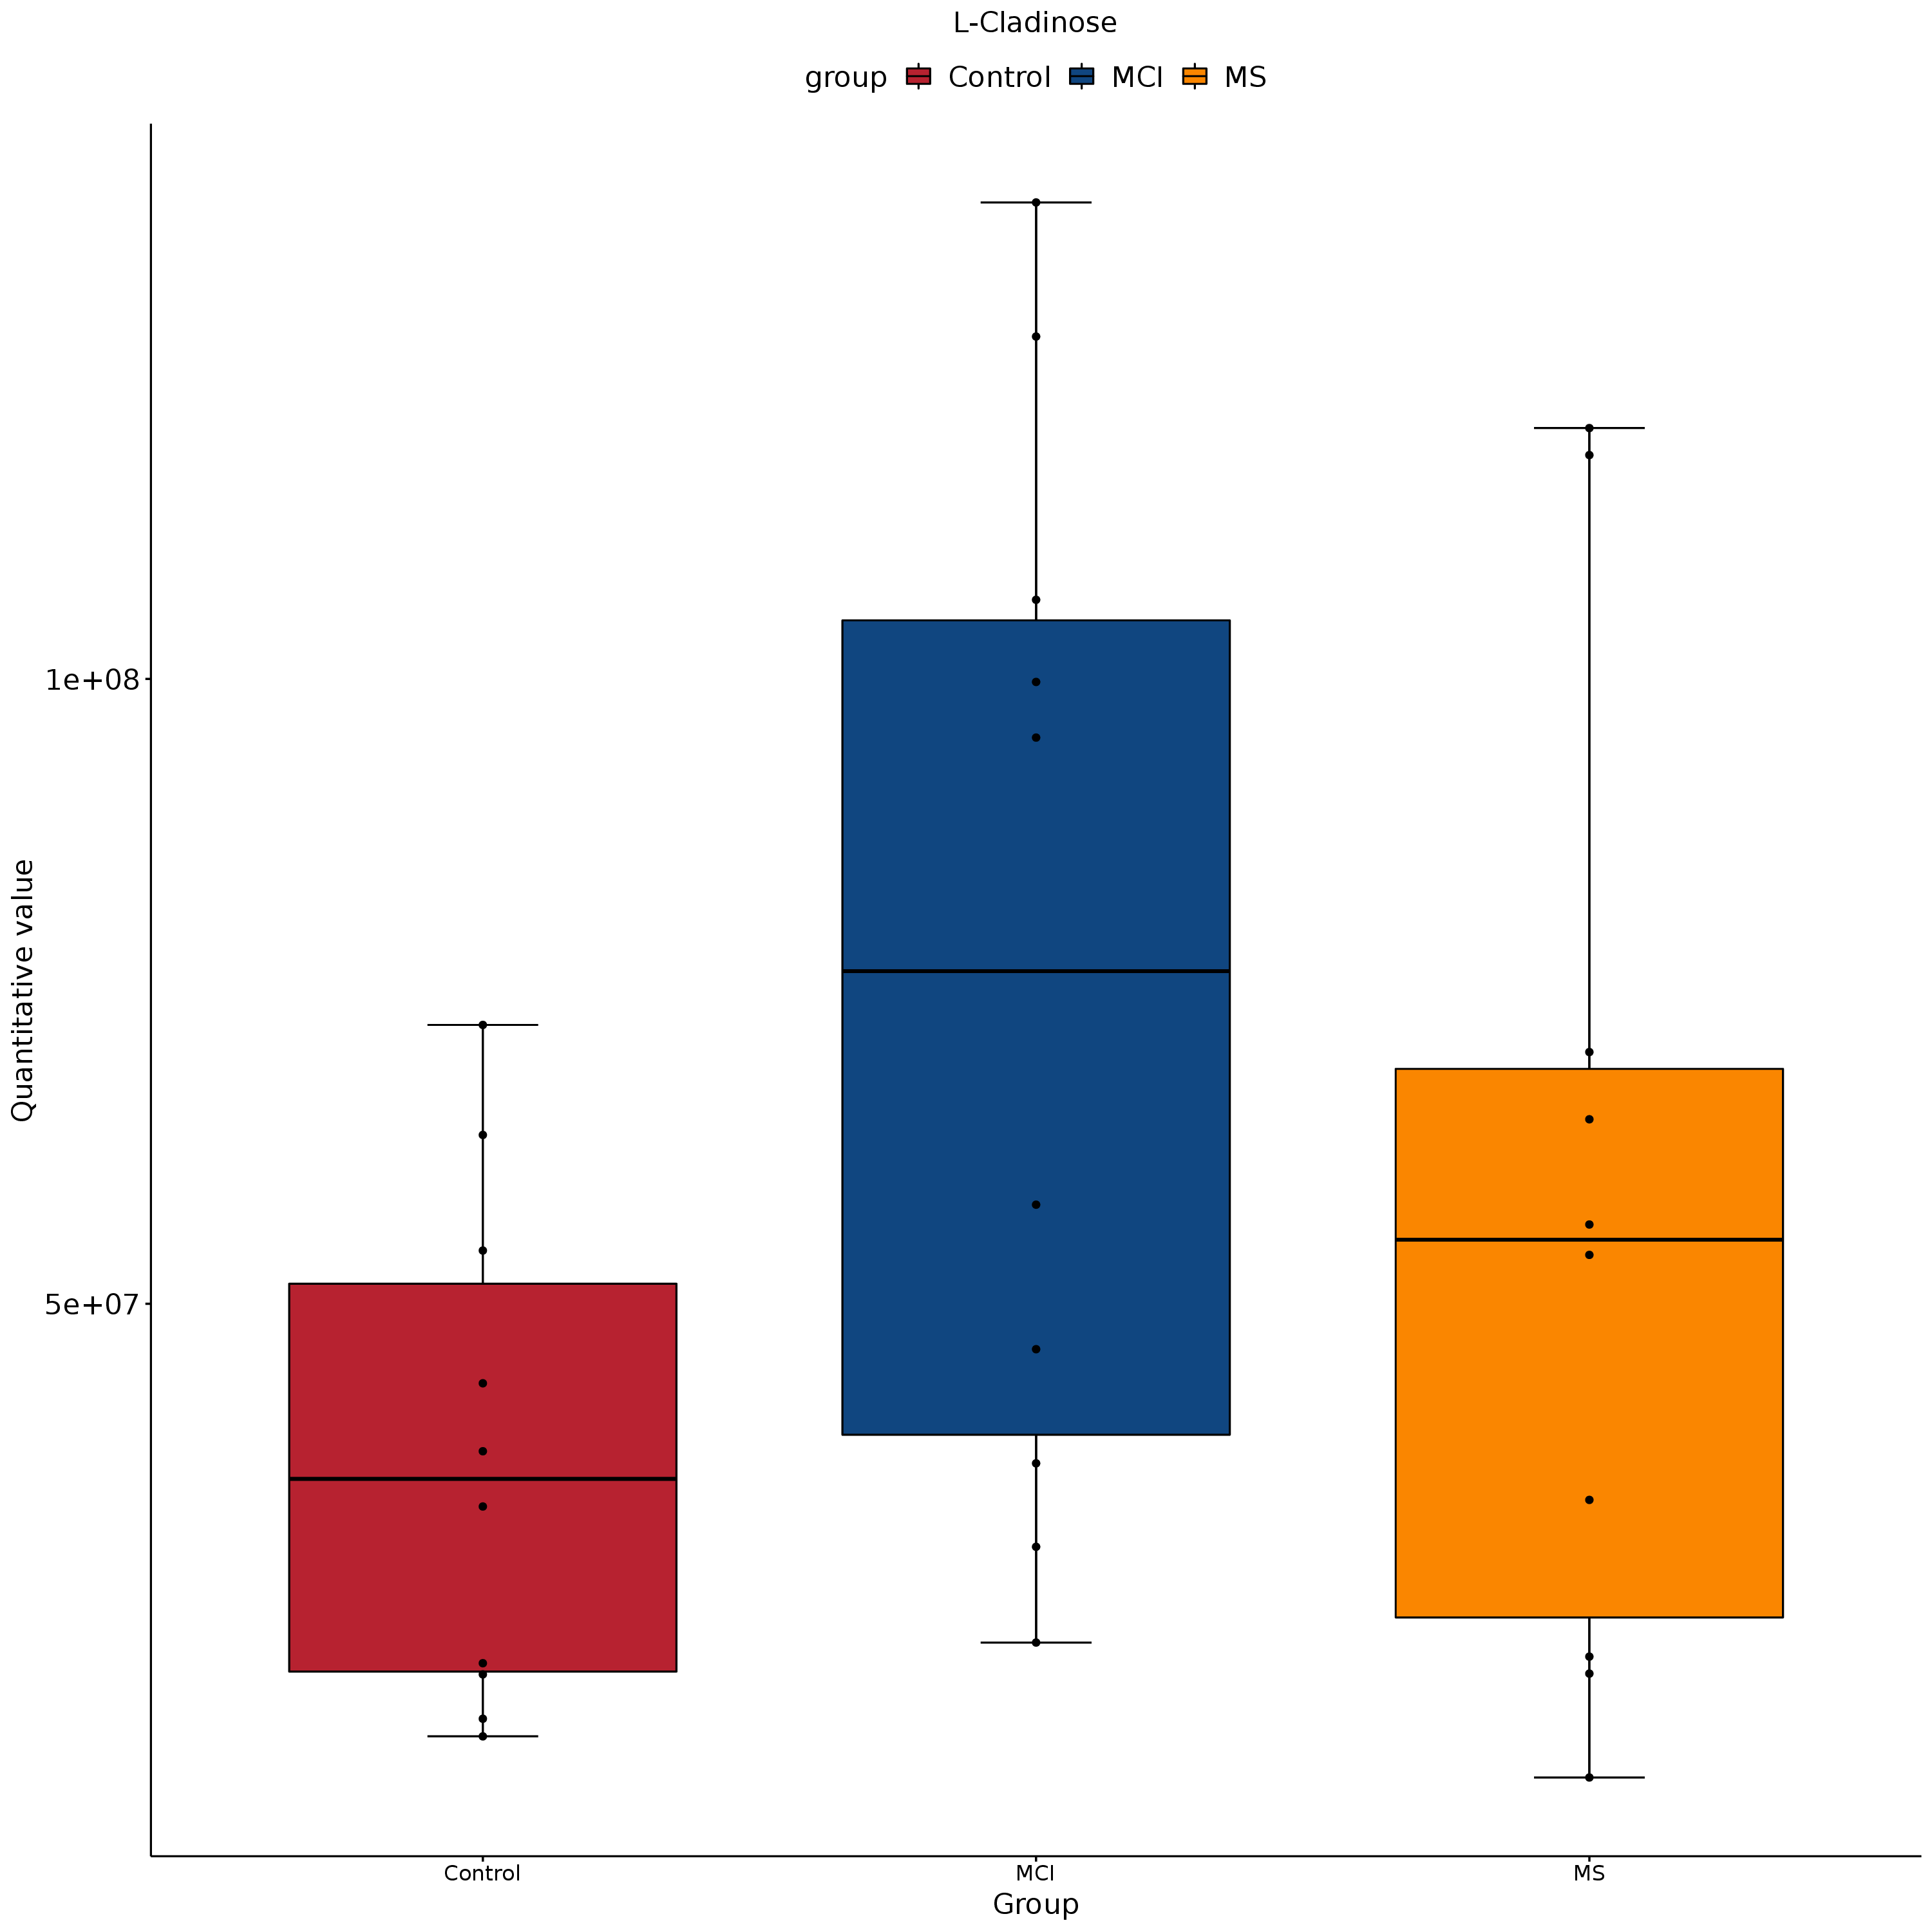 L-Cladinose
group Control MCI MS
Quantitative value
1e+08
5e+07
Control MCI MS
Group